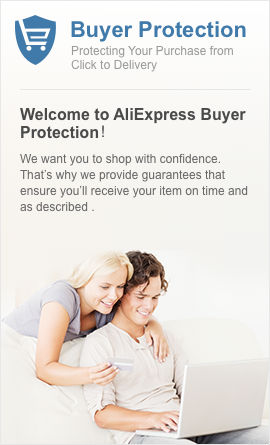 Buyer Protection
Protecting Your Purchase from
Click to Delivery
Welcome to AliExpress Buyer
Protection!
We want you to shop with confidence.
That's why we provide guarantees that
ensure you'll receive your item on time and
as described .